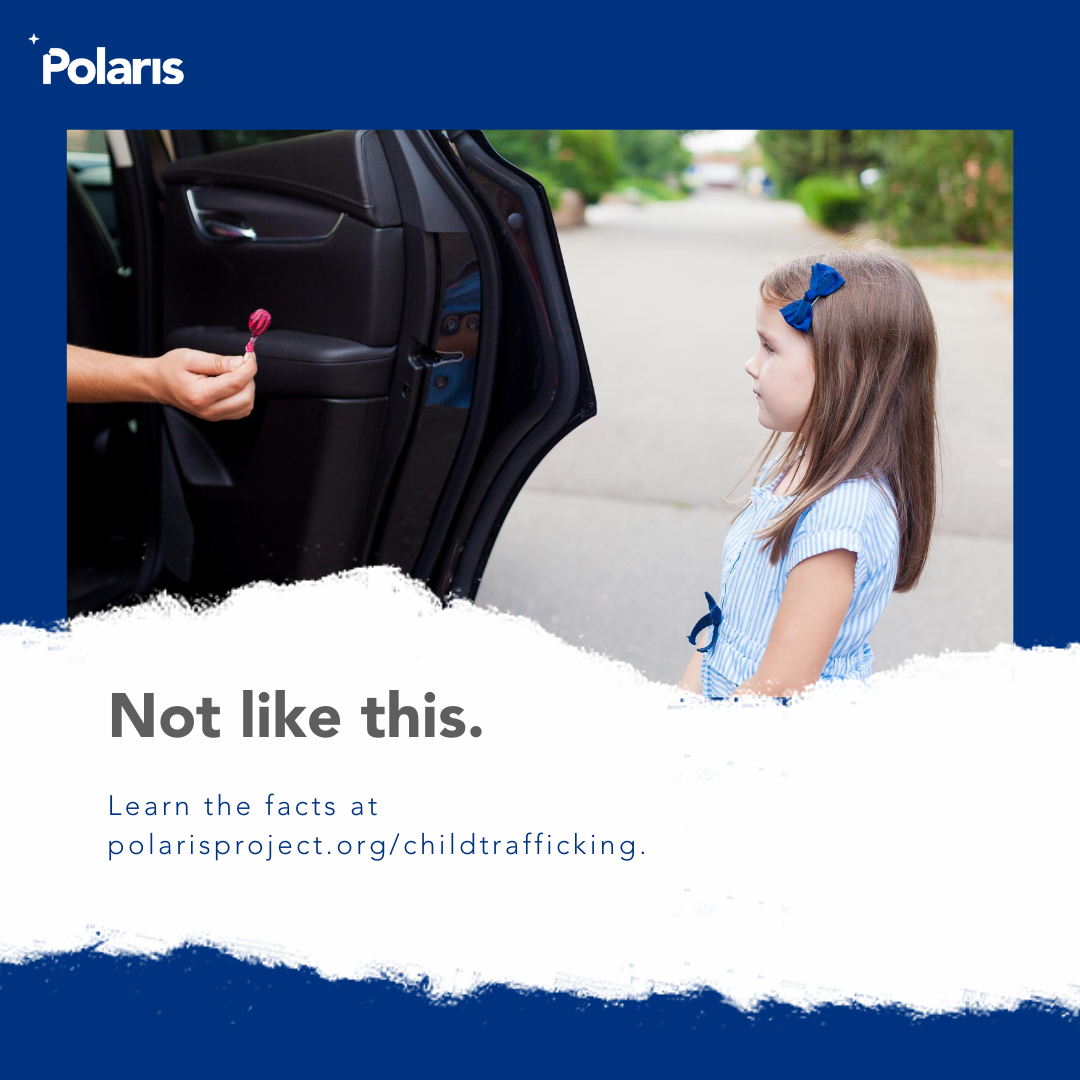 Polaris
Not like this.
Learn the facts at
polarisproject.org/childtrafficking.